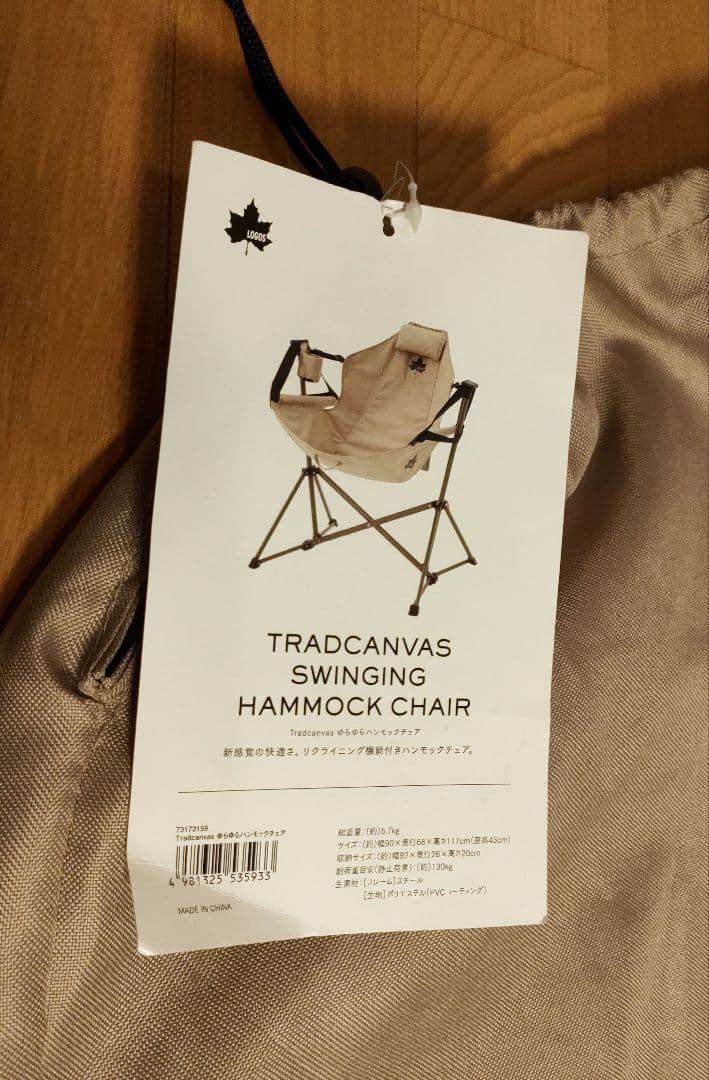 LOGOS
TRADCANVAS
SWINGING
HAMMOCK CHAIR
Tradcanvas ゆらゆらハンモックチェア
新感覚の快適さ。リクライニング機能付きハンモックチェア。
73173159
Tradcanvas ゆらゆらハンモックチェア
4 981325 535933
MADE IN CHINA
総重量:(約)5.7kg
サイズ:(約)幅90×奥行68×高さ117cm(座高43cm)
収納サイズ:(約)幅92×奥行26×高さ20cm
耐荷重目安(静止荷重):(約)130kg
主素材:[フレーム]スチール
[生地]ポリエステル(PVCコーティング)